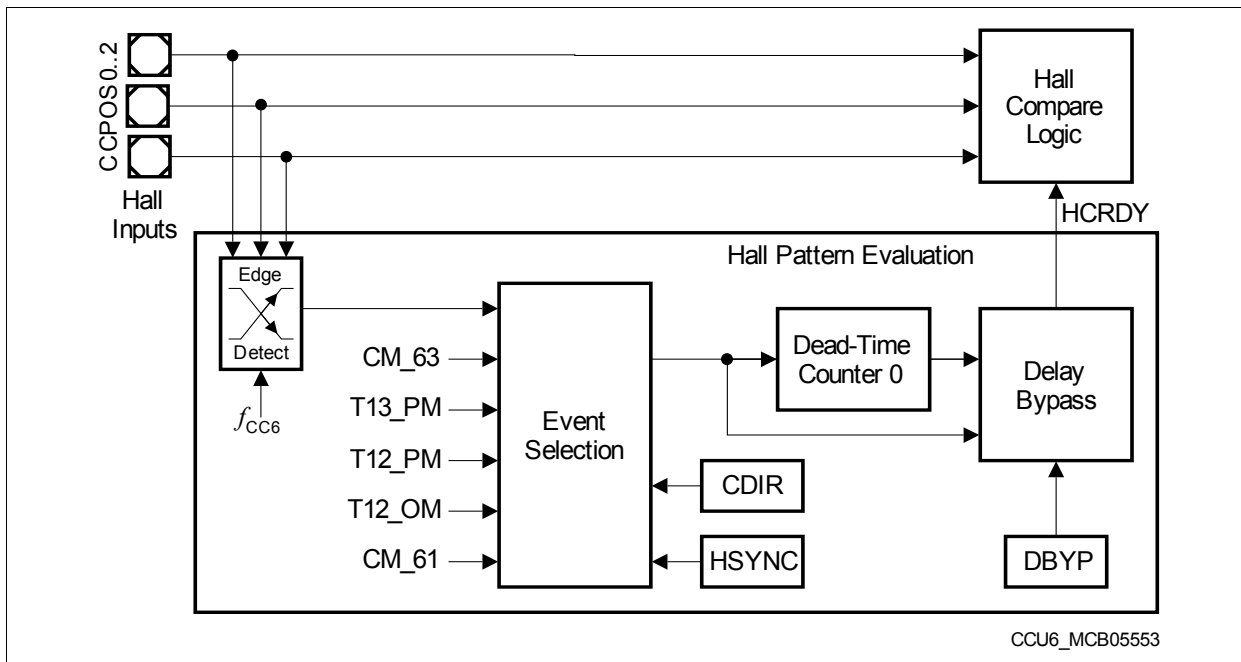 CCPOS0..2
Hall
Inputs
Hall
Compare
Logic
HCRDY
Hall Pattern Evaluation
Edge
Detect
fCC6
CM_63
T13_PM
T12_PM
T12_OM
CM_61
Event
Selection
Dead-Time
Counter 0
Delay
Bypass
CDIR
HSYNC
DBYP
CCU6_MCB05553